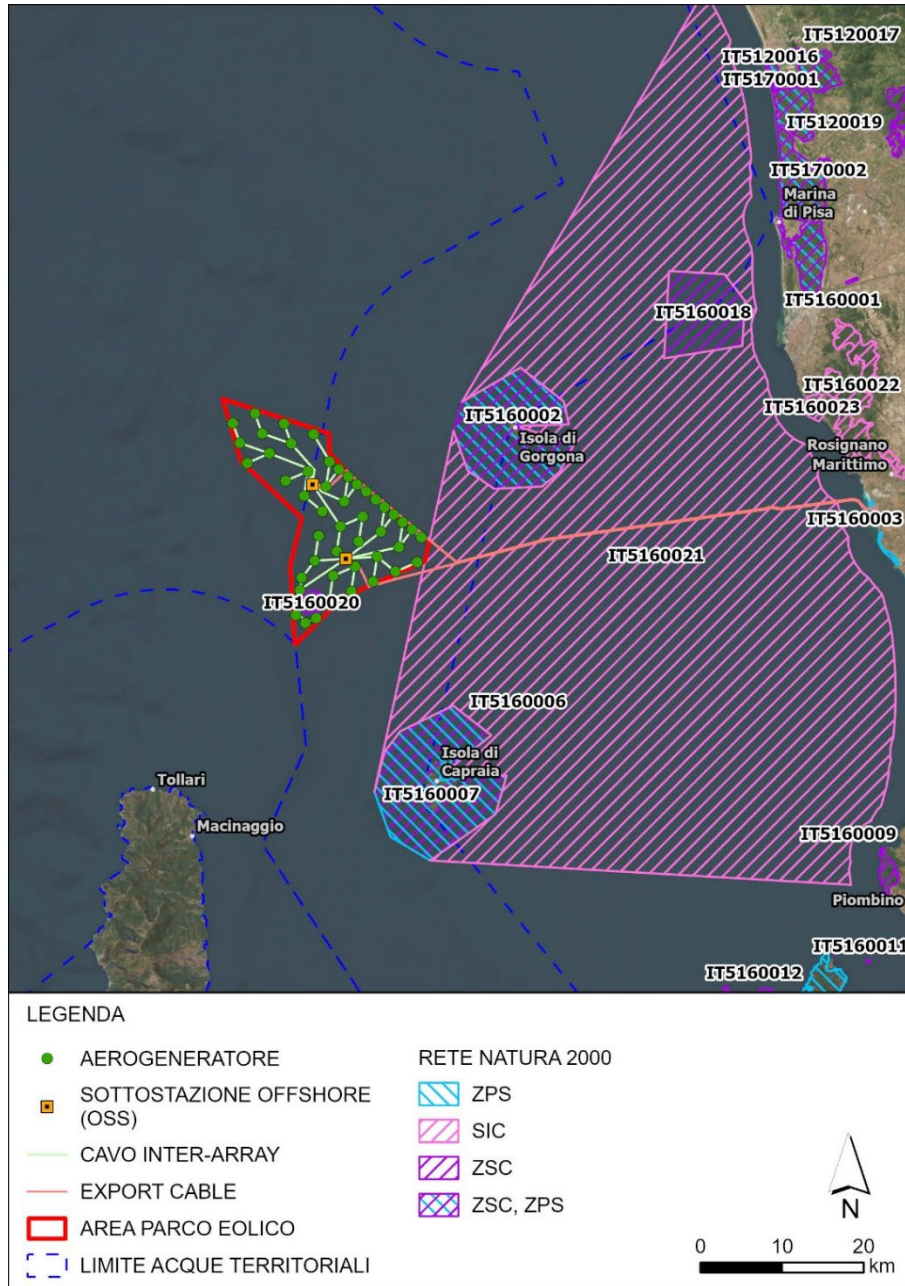 IT5120017
IT5120016
IT5170001
IT5120019
IT5170002
Marina
di Pisa
IT5160001
IT5160018
IT5160022
IT5160023
IT5160002
Isola di
Gorgona
Rosignano
Marittimo
IT5160003
IT5160021
IT5160020
IT5160006
Isola di
Capraia
IT5160007
Tollari
Macinaggio
IT5160009
Piombino
IT5160011
IT5160012
LEGENDA
AEROGENERATORE
SOTTOSTAZIONE OFFSHORE
(OSS)
CAVO INTER-ARRAY
EXPORT CABLE
AREA PARCO EOLICO
LIMITE ACQUE TERRITORIALI
RETE NATURA 2000
ZPS
SIC
ZSC
ZSC, ZPS
N
0 10 20
km